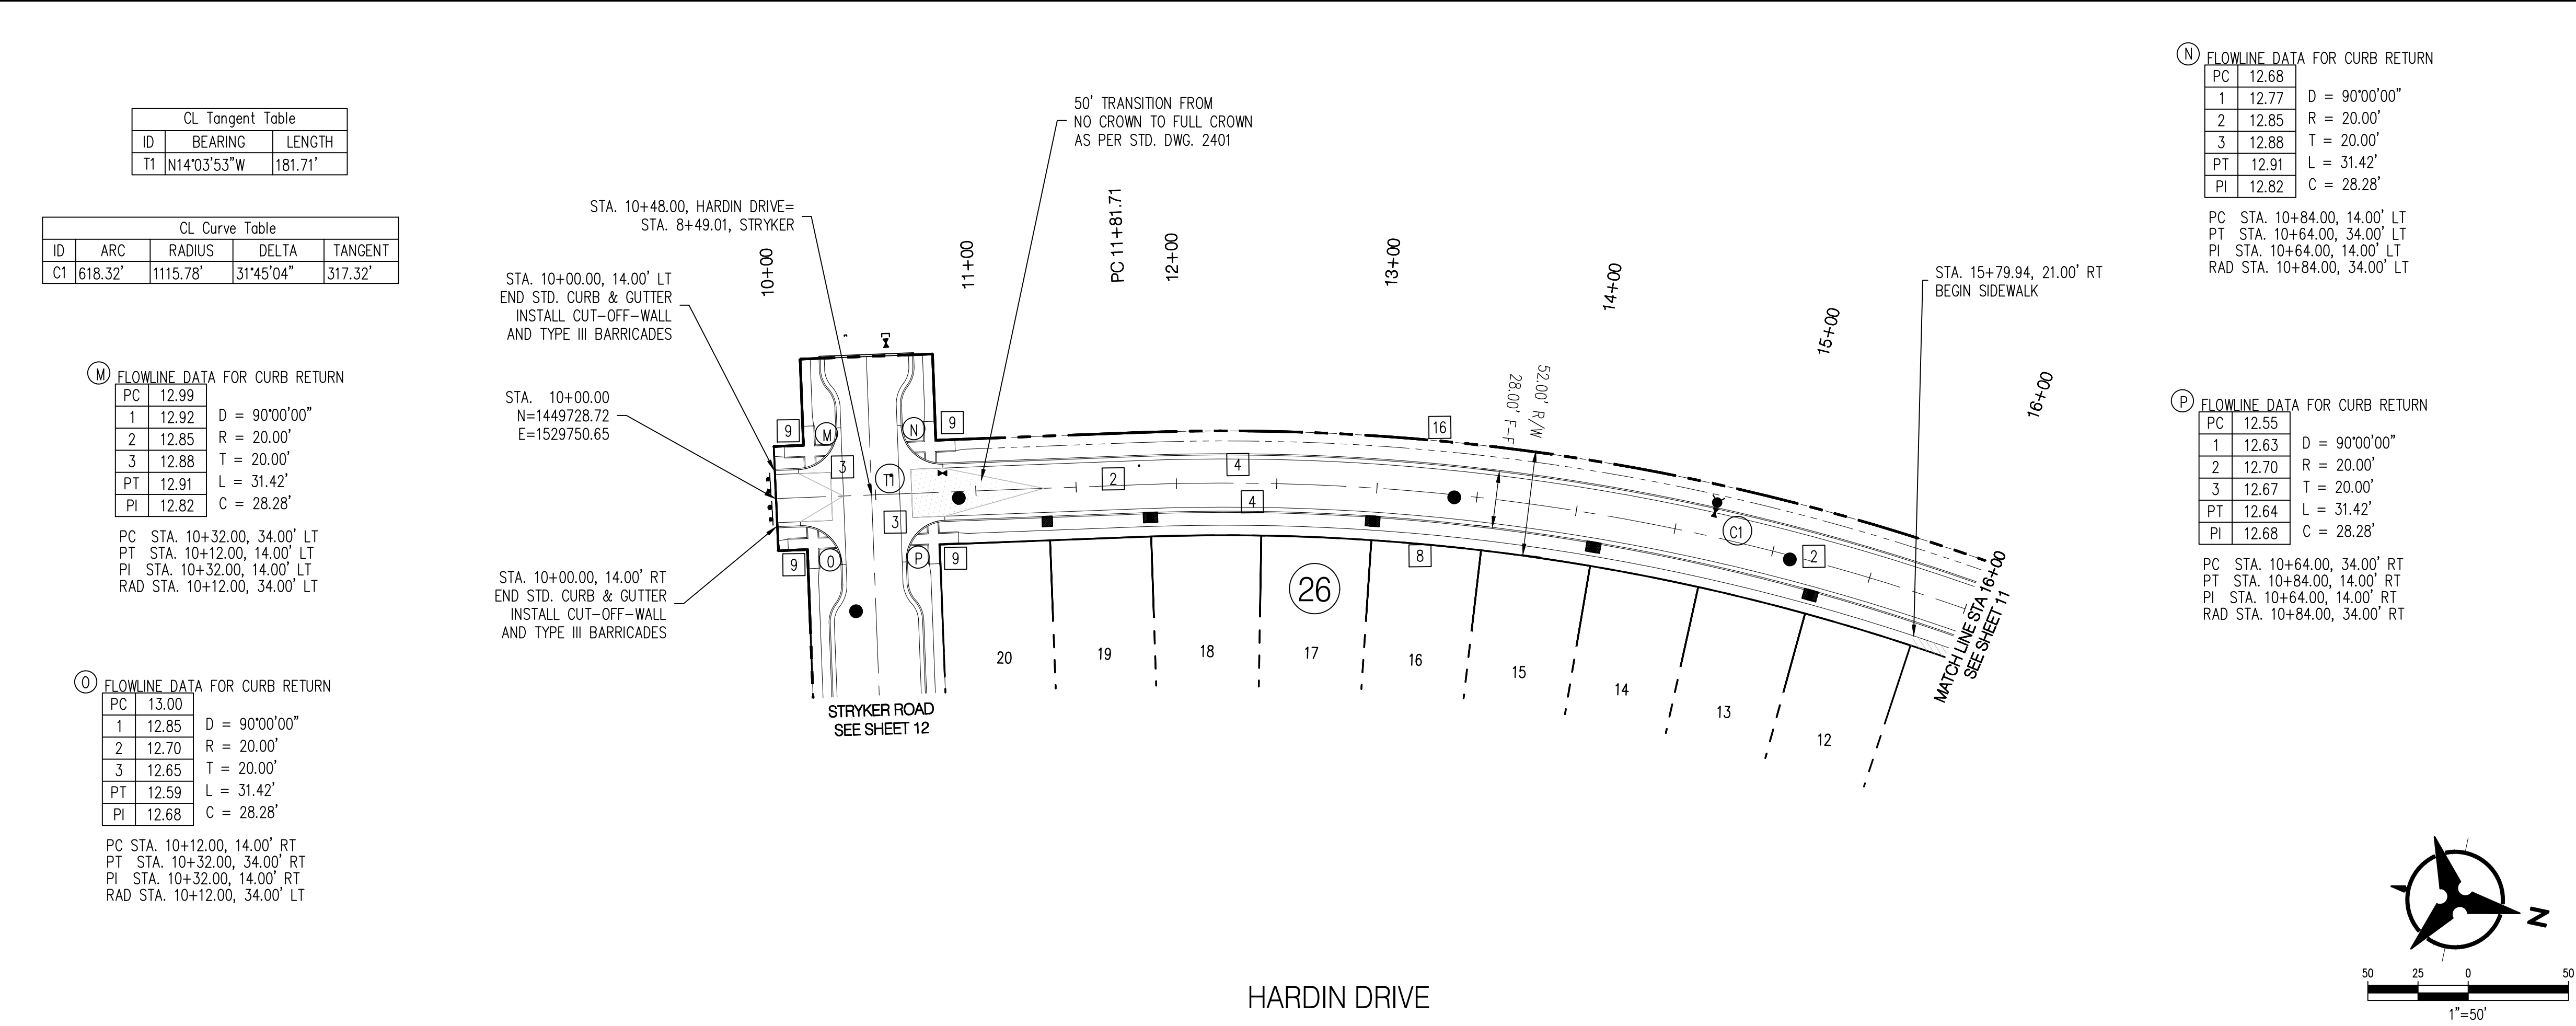 CL Tangent Table
ID BEARING LENGTH
T1 N14°03'53"W 181.71'
CL Curve Table
ID ARC RADIUS DELTA TANGENT
C1 618.32' 1115.78' 31°45'04" 317.32'
M FLOWLINE DATA FOR CURB RETURN
PC 12.99
1 12.92 D = 90°00'00"
2 12.85 R = 20.00'
3 12.88 T = 20.00'
PT 12.91 L = 31.42'
PI 12.82 C = 28.28'
PC STA. 10+32.00, 34.00' LT
PT STA. 10+12.00, 14.00' LT
PI STA. 10+32.00, 14.00' LT
RAD STA. 10+12.00, 34.00' LT
O FLOWLINE DATA FOR CURB RETURN
PC 13.00
1 12.85 D = 90°00'00"
2 12.70 R = 20.00'
3 12.65 T = 20.00'
PT 12.59 L = 31.42'
PI 12.68 C = 28.28'
PC STA. 10+12.00, 14.00' RT
PT STA. 10+32.00, 34.00' RT
PI STA. 10+32.00, 14.00' RT
RAD STA. 10+12.00, 34.00' LT
50' TRANSITION FROM
NO CROWN TO FULL CROWN
AS PER STD. DWG. 2401
STA. 10+48.00, HARDIN DRIVE=
STA. 8+49.01, STRYKER
STA. 10+00.00, 14.00' LT
END STD. CURB & GUTTER
INSTALL CUT-OFF-WALL
AND TYPE III BARRICADES
STA. 10+00.00
N=1449728.72
E=1529750.65
STA. 10+00.00, 14.00' RT
END STD. CURB & GUTTER
INSTALL CUT-OFF-WALL
AND TYPE III BARRICADES
10+00
11+00
PC 11+81.71
12+00
13+00
14+00
15+00
16+00
STA. 15+79.94, 21.00' RT
BEGIN SIDEWALK
52.00' R/W
28.00' F-F
9
M
N
9
16
3
T1
2
4
4
3
9
O
P
9
8
C1
2
26
20
19
18
17
16
15
14
13
12
STRYKER ROAD
SEE SHEET 12
MATCH LINE STA 16+00
SEE SHEET 11
N FLOWLINE DATA FOR CURB RETURN
PC 12.68
1 12.77 D = 90°00'00"
2 12.85 R = 20.00'
3 12.88 T = 20.00'
PT 12.91 L = 31.42'
PI 12.82 C = 28.28'
PC STA. 10+84.00, 14.00' LT
PT STA. 10+64.00, 34.00' LT
PI STA. 10+64.00, 14.00' LT
RAD STA. 10+84.00, 34.00' LT
P FLOWLINE DATA FOR CURB RETURN
PC 12.55
1 12.63 D = 90°00'00"
2 12.70 R = 20.00'
3 12.67 T = 20.00'
PT 12.64 L = 31.42'
PI 12.68 C = 28.28'
PC STA. 10+64.00, 34.00' RT
PT STA. 10+84.00, 14.00' RT
PI STA. 10+64.00, 14.00' RT
RAD STA. 10+84.00, 34.00' RT
N
50 25 0 50
1"=50'
HARDIN DRIVE